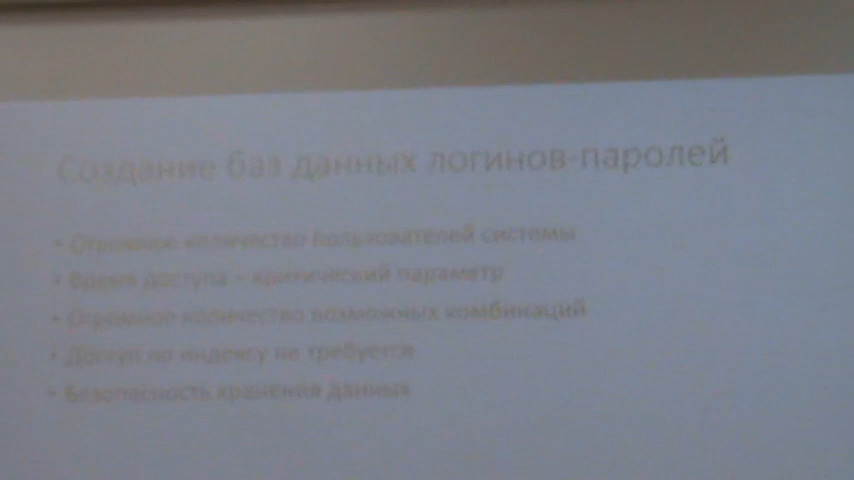 Создание баз данных логинов-паролей
• Огромное количество пользователей системы
• Время доступа – критический параметр
• Огромное количество возможных комбинаций
• Доступ по индексу не требуется
• Безопасность хранения данных